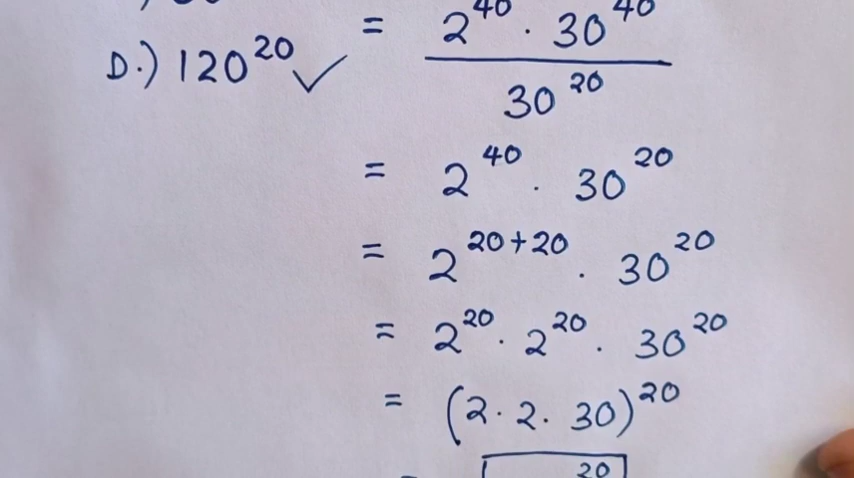 D.) 120^20 ✓
= 2^40 · 30^40 / 30^20
= 2^40 · 30^20
= 2^20+20 · 30^20
= 2^20 · 2^20 · 30^20
= (2 · 2 · 30)^20
= 20